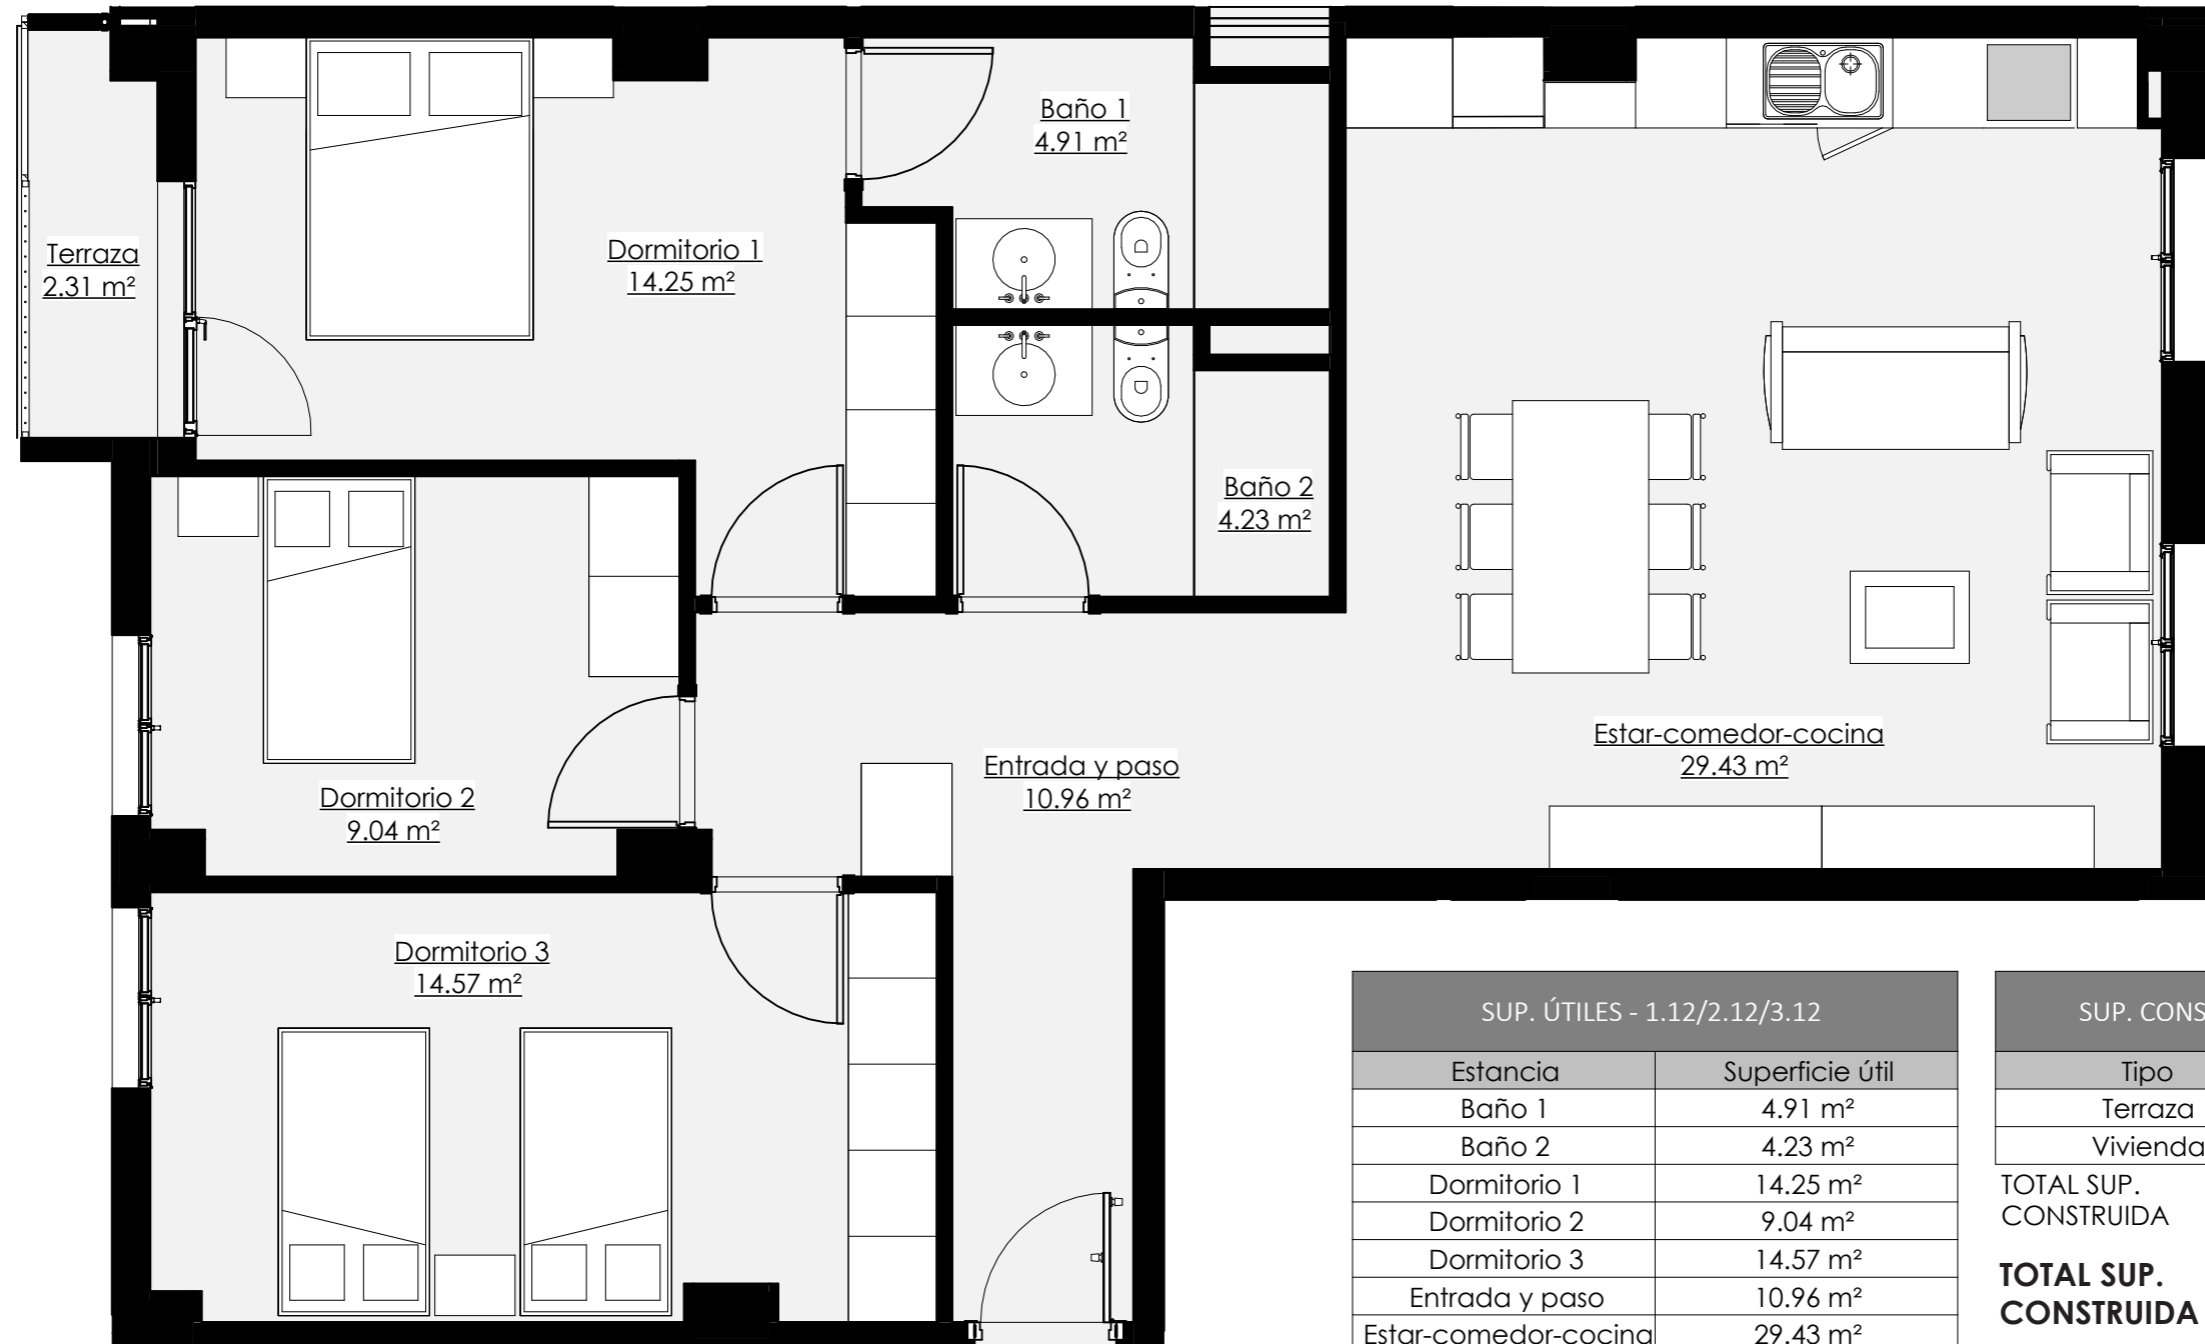 Baño 1
4.91 m²
Terraza
2.31 m²
Dormitorio 1
14.25 m²
Baño 2
4.23 m²
Estar-comedor-cocina
29.43 m²
Entrada y paso
10.96 m²
Dormitorio 2
9.04 m²
Dormitorio 3
14.57 m²
SUP. ÚTILES - 1.12/2.12/3.12
Estancia Superficie útil
Baño 1 4.91 m²
Baño 2 4.23 m²
Dormitorio 1 14.25 m²
Dormitorio 2 9.04 m²
Dormitorio 3 14.57 m²
Entrada y paso 10.96 m²
Estar-comedor-cocina 29.43 m²
SUP. CONS
Tipo
Terraza
Vivienda
TOTAL SUP.
CONSTRUIDA
TOTAL SUP.
CONSTRUIDA